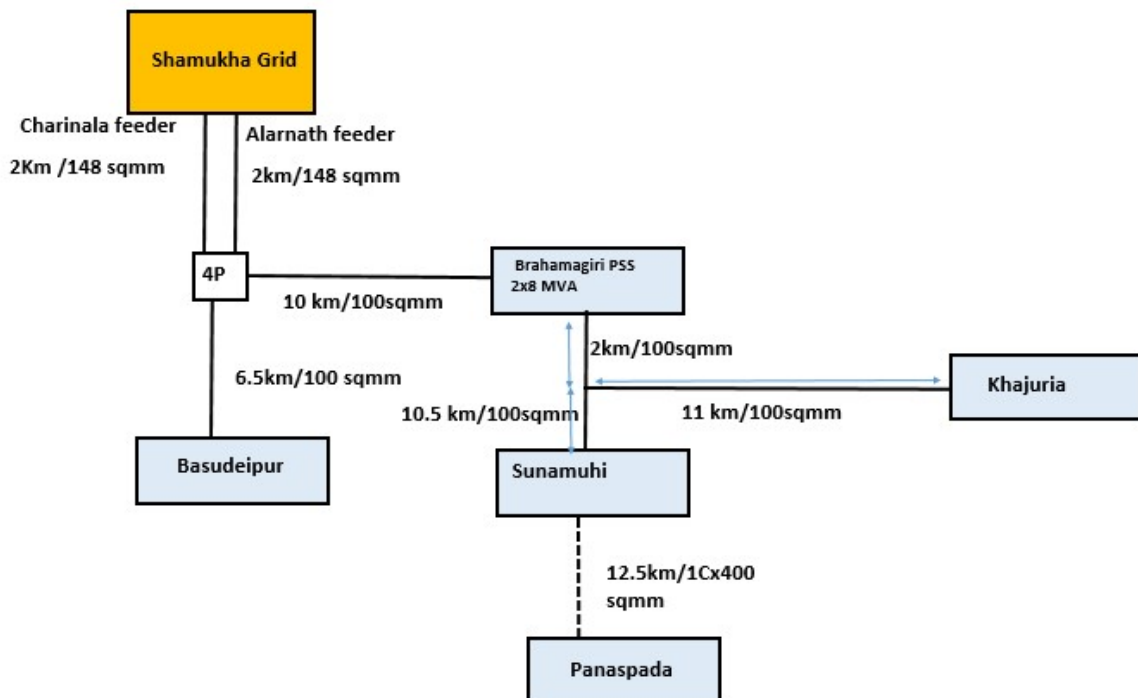 Shamukha Grid
Charinala feeder
2Km /148 sqmm
Alarnath feeder
2km/148 sqmm
4P
Brahamagiri PSS
2x8 MVA
10 km/100sqmm
2km/100sqmm
6.5km/100 sqmm
10.5 km/100sqmm
11 km/100sqmm
Khajuria
Basudeipur
Sunamuhi
12.5km/1Cx400
sqmm
Panaspada